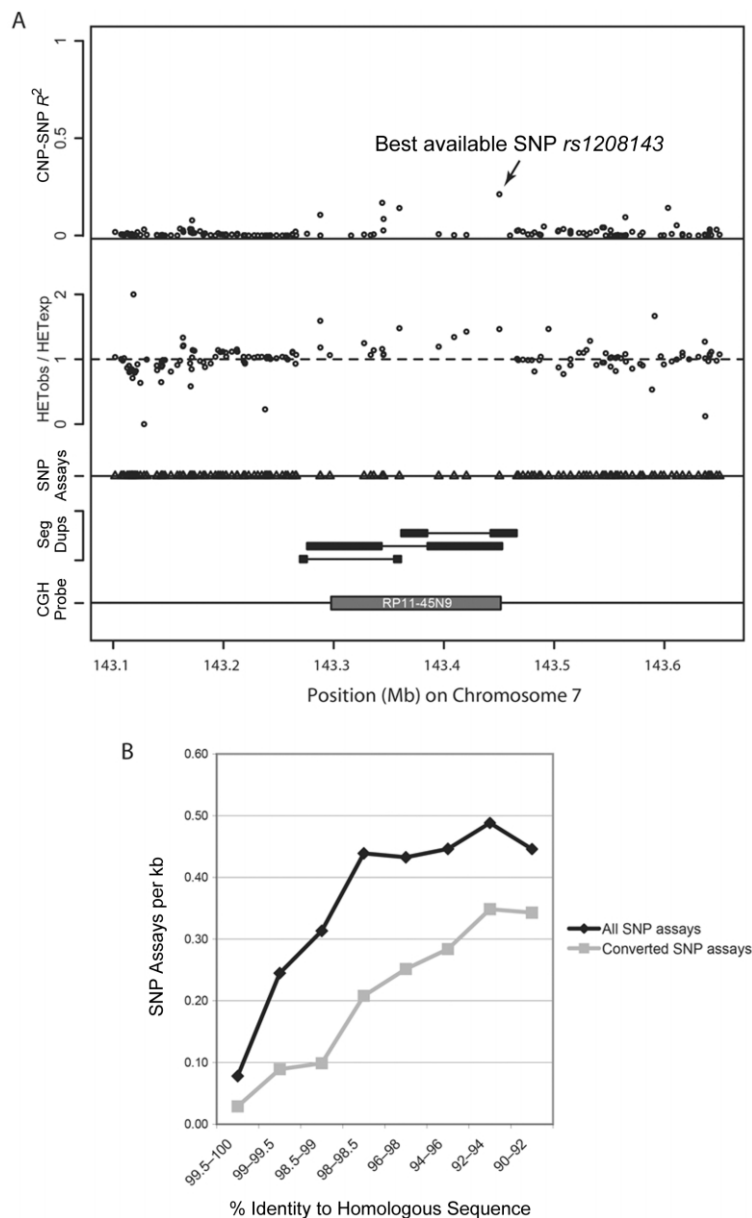 A
CNP-SNP R²
1
0.5
0
Best available SNP rs1208143
HETobs / HETexp
2
1
0
SNP
Assays
Seg
Dups
CGH
Probe
RP11-45N9
143.1 143.2 143.3 143.4 143.5 143.6
Position (Mb) on Chromosome 7
B
SNP Assays per kb
0.60
0.50
0.40
0.30
0.20
0.10
0.00
All SNP assays
Converted SNP assays
99.5–100 99–99.5 98.5–99 98–98.5 96–98 94–96 92–94 90–92
% Identity to Homologous Sequence